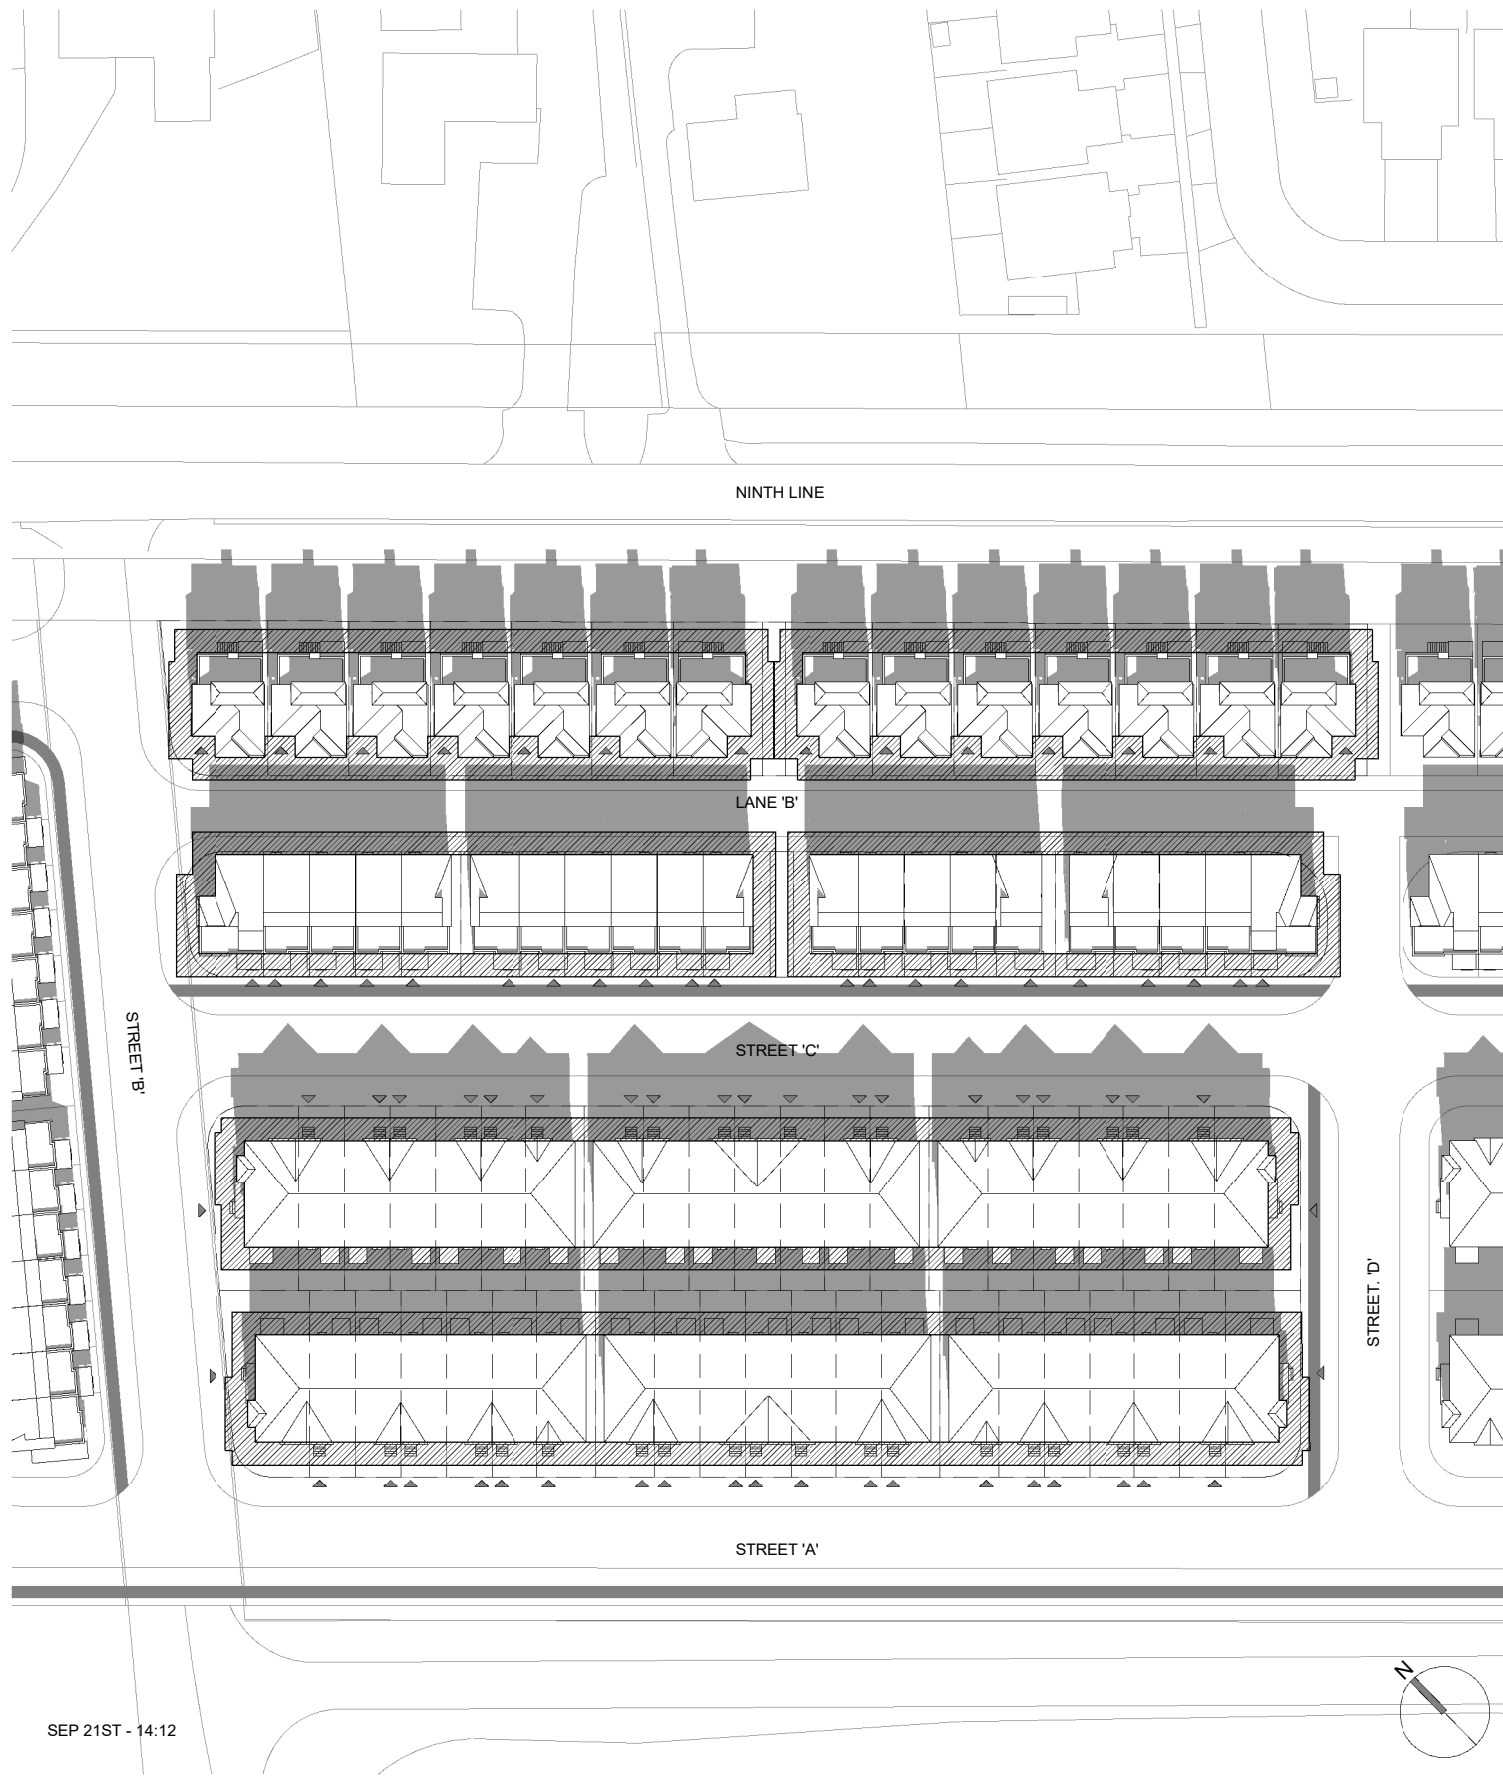 NINTH LINE
LANE 'B'
STREET 'B'
STREET 'C'
STREET. 'D'
STREET 'A'
N
SEP 21ST - 14:12